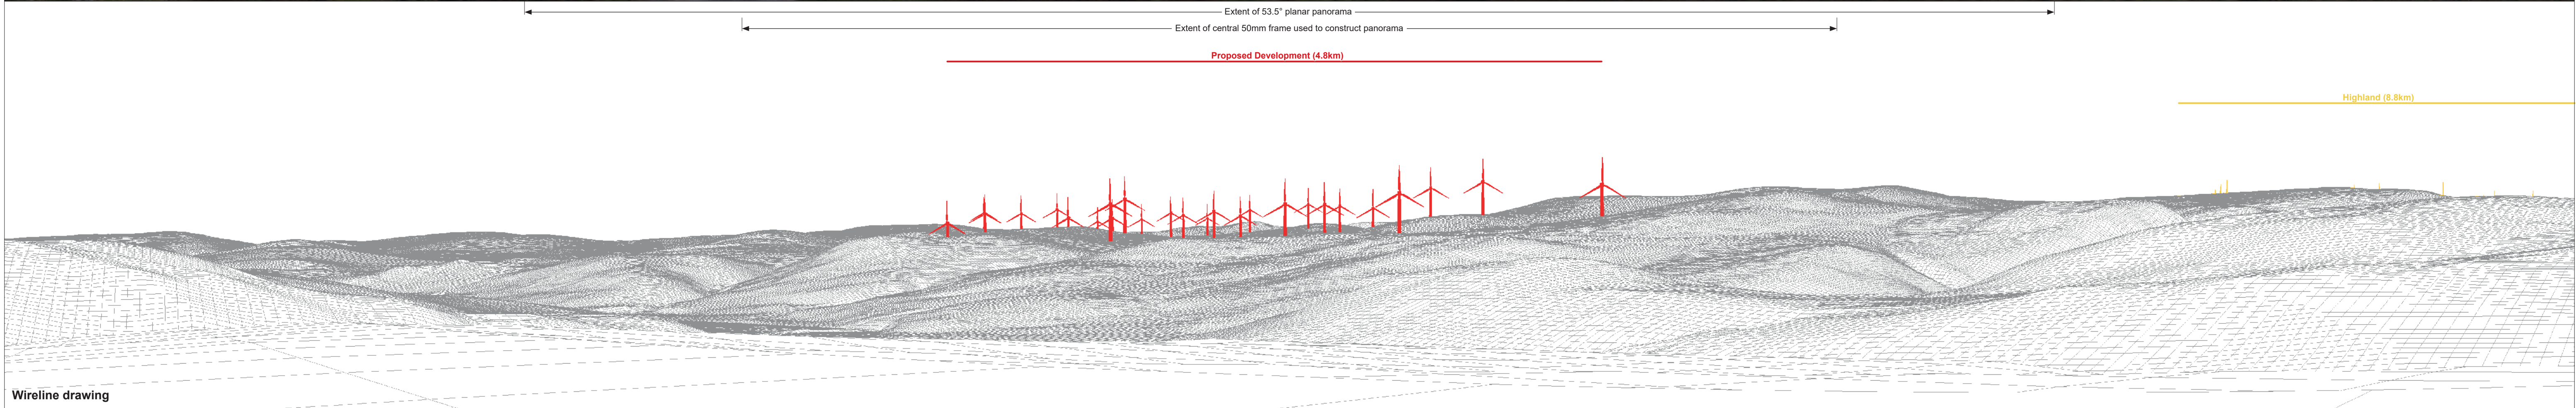 Extent of 53.5° planar panorama
Extent of central 50mm frame used to construct panorama
Proposed Development (4.8km)
Highland (8.8km)
Wireline drawing